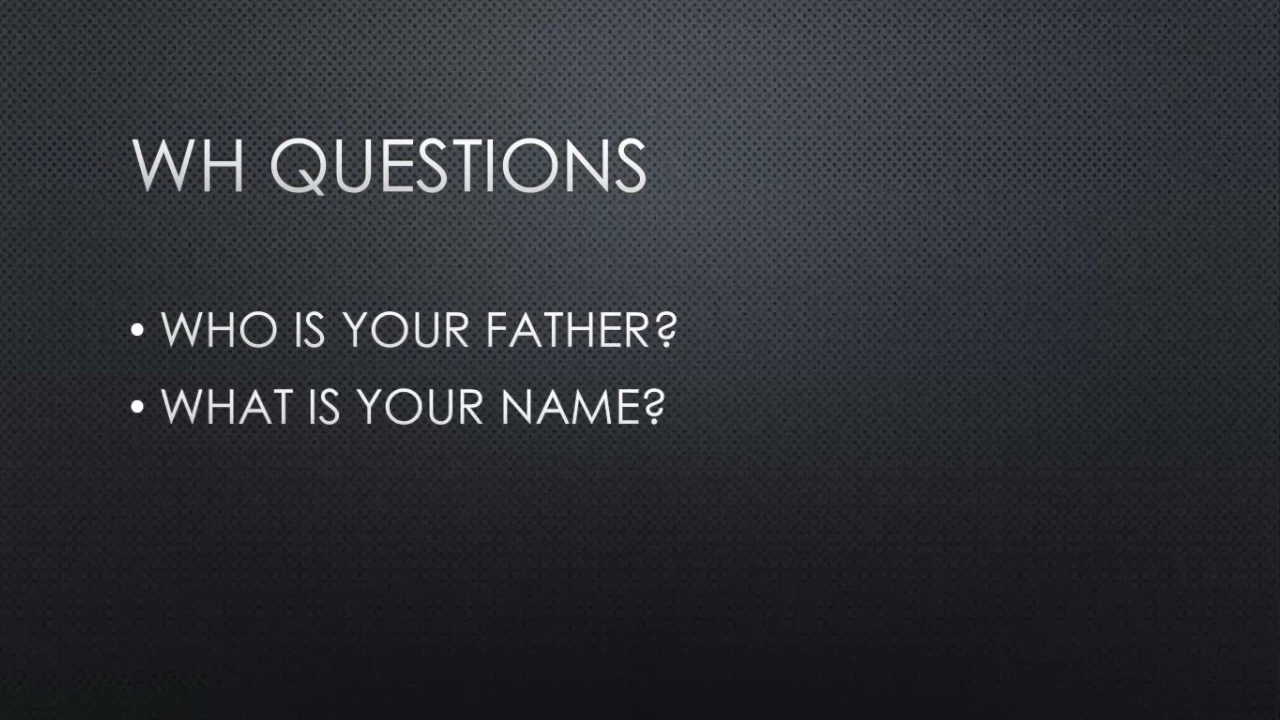 WH QUESTIONS
• WHO IS YOUR FATHER?
• WHAT IS YOUR NAME?